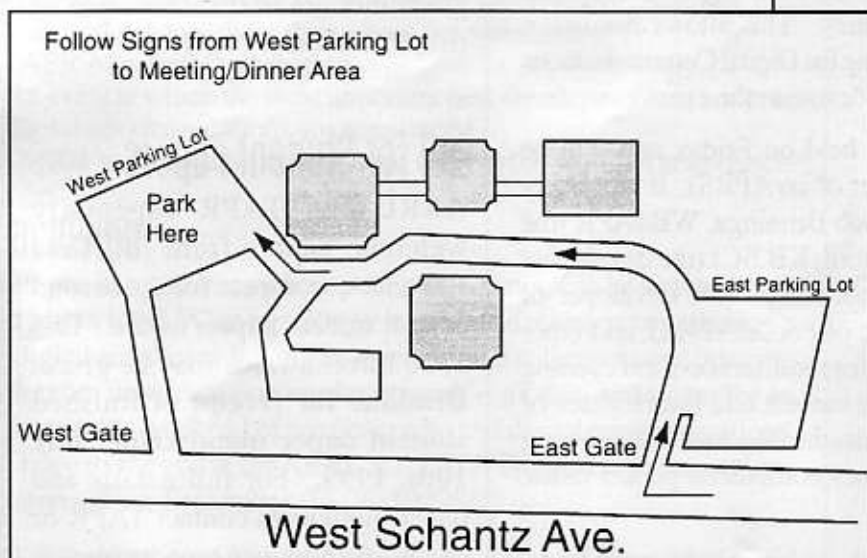 Follow Signs from West Parking Lot
to Meeting/Dinner Area
West Parking Lot
Park
Here
East Parking Lot
West Gate
East Gate
West Schantz Ave.